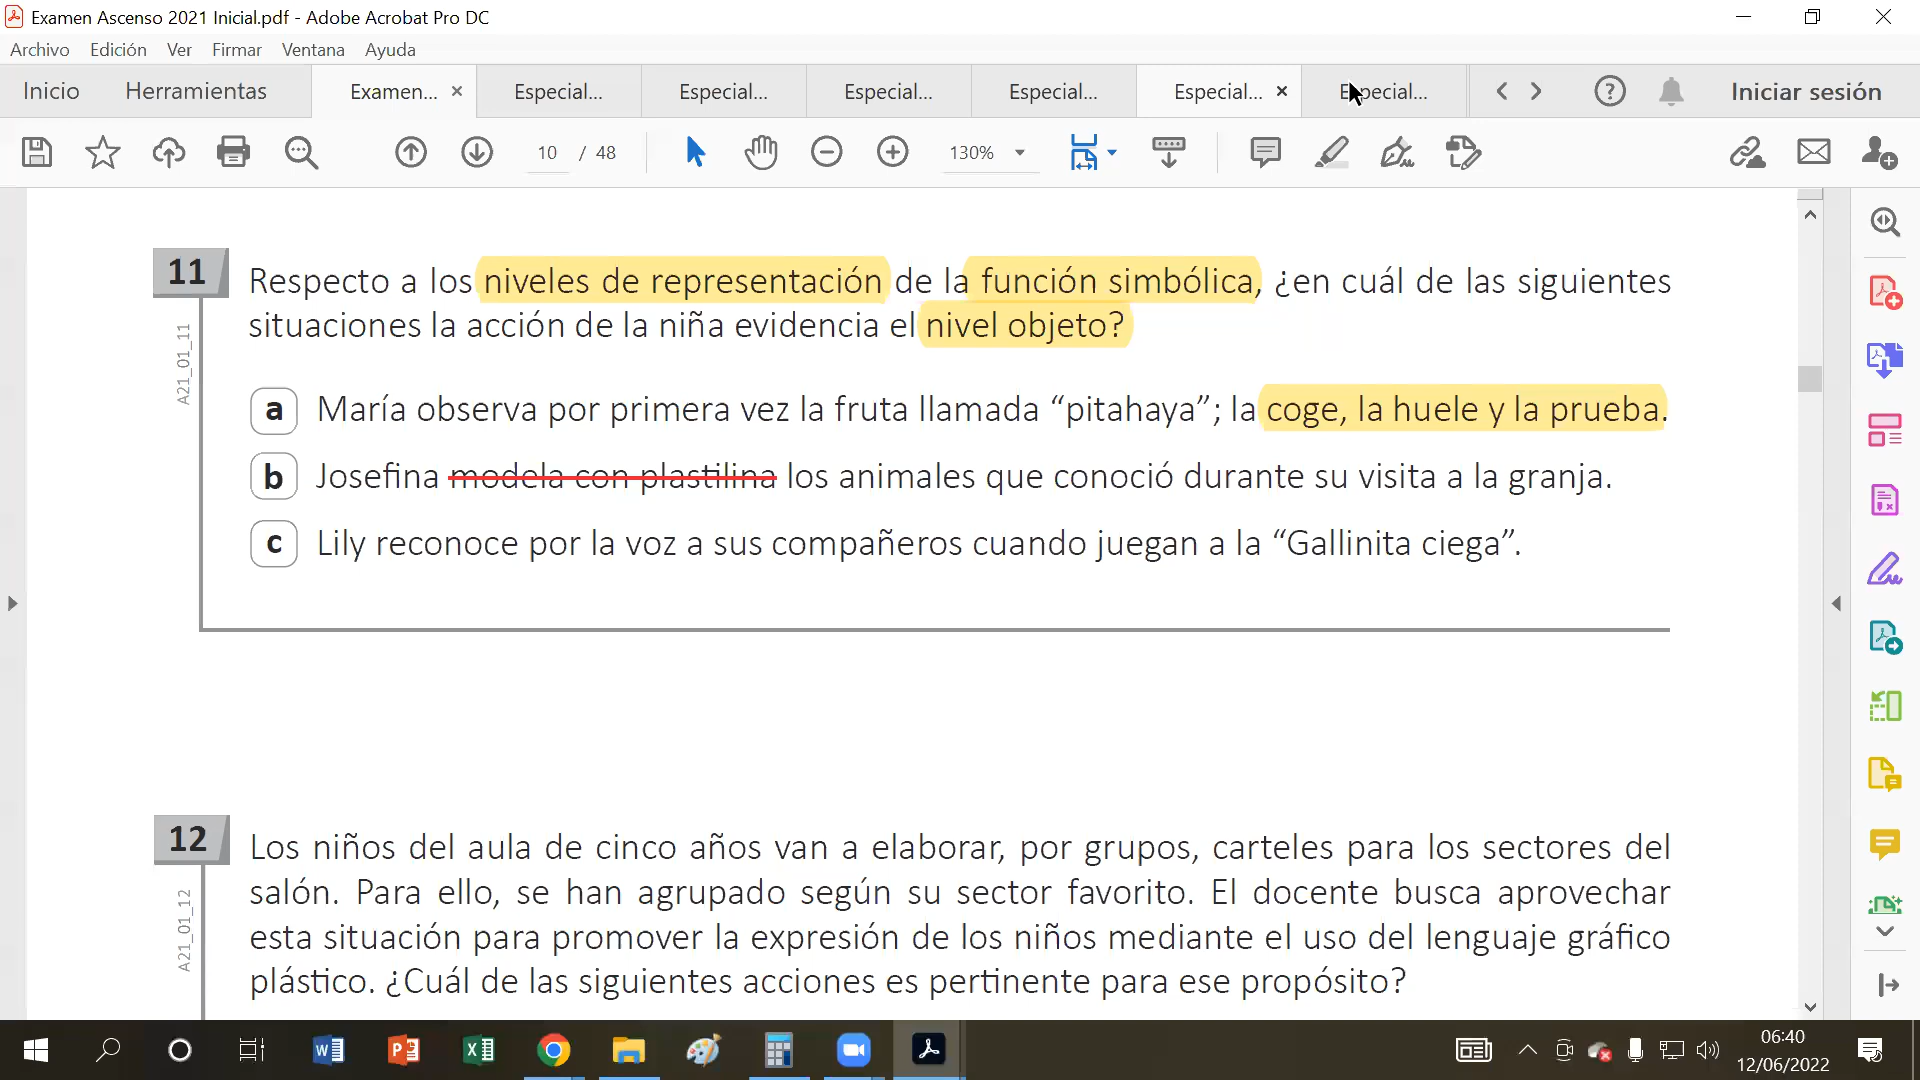 Examen Ascenso 2021 Inicial.pdf - Adobe Acrobat Pro DC
Archivo Edición Ver Firmar Ventana Ayuda
Inicio Herramientas Examen... Especial... Especial... Especial... Especial... Especial... Especial... Iniciar sesión
10 / 48 130%
11 Respecto a los niveles de representación de la función simbólica, ¿en cuál de las siguientes
situaciones la acción de la niña evidencia el nivel objeto?
A21_01_11
a María observa por primera vez la fruta llamada “pitahaya”; la coge, la huele y la prueba.
b Josefina modela con plastilina los animales que conoció durante su visita a la granja.
c Lily reconoce por la voz a sus compañeros cuando juegan a la “Gallinita ciega”.
12 Los niños del aula de cinco años van a elaborar, por grupos, carteles para los sectores del
salón. Para ello, se han agrupado según su sector favorito. El docente busca aprovechar
esta situación para promover la expresión de los niños mediante el uso del lenguaje gráfico
plástico. ¿Cuál de las siguientes acciones es pertinente para ese propósito?
A21_01_12
06:40
12/06/2022